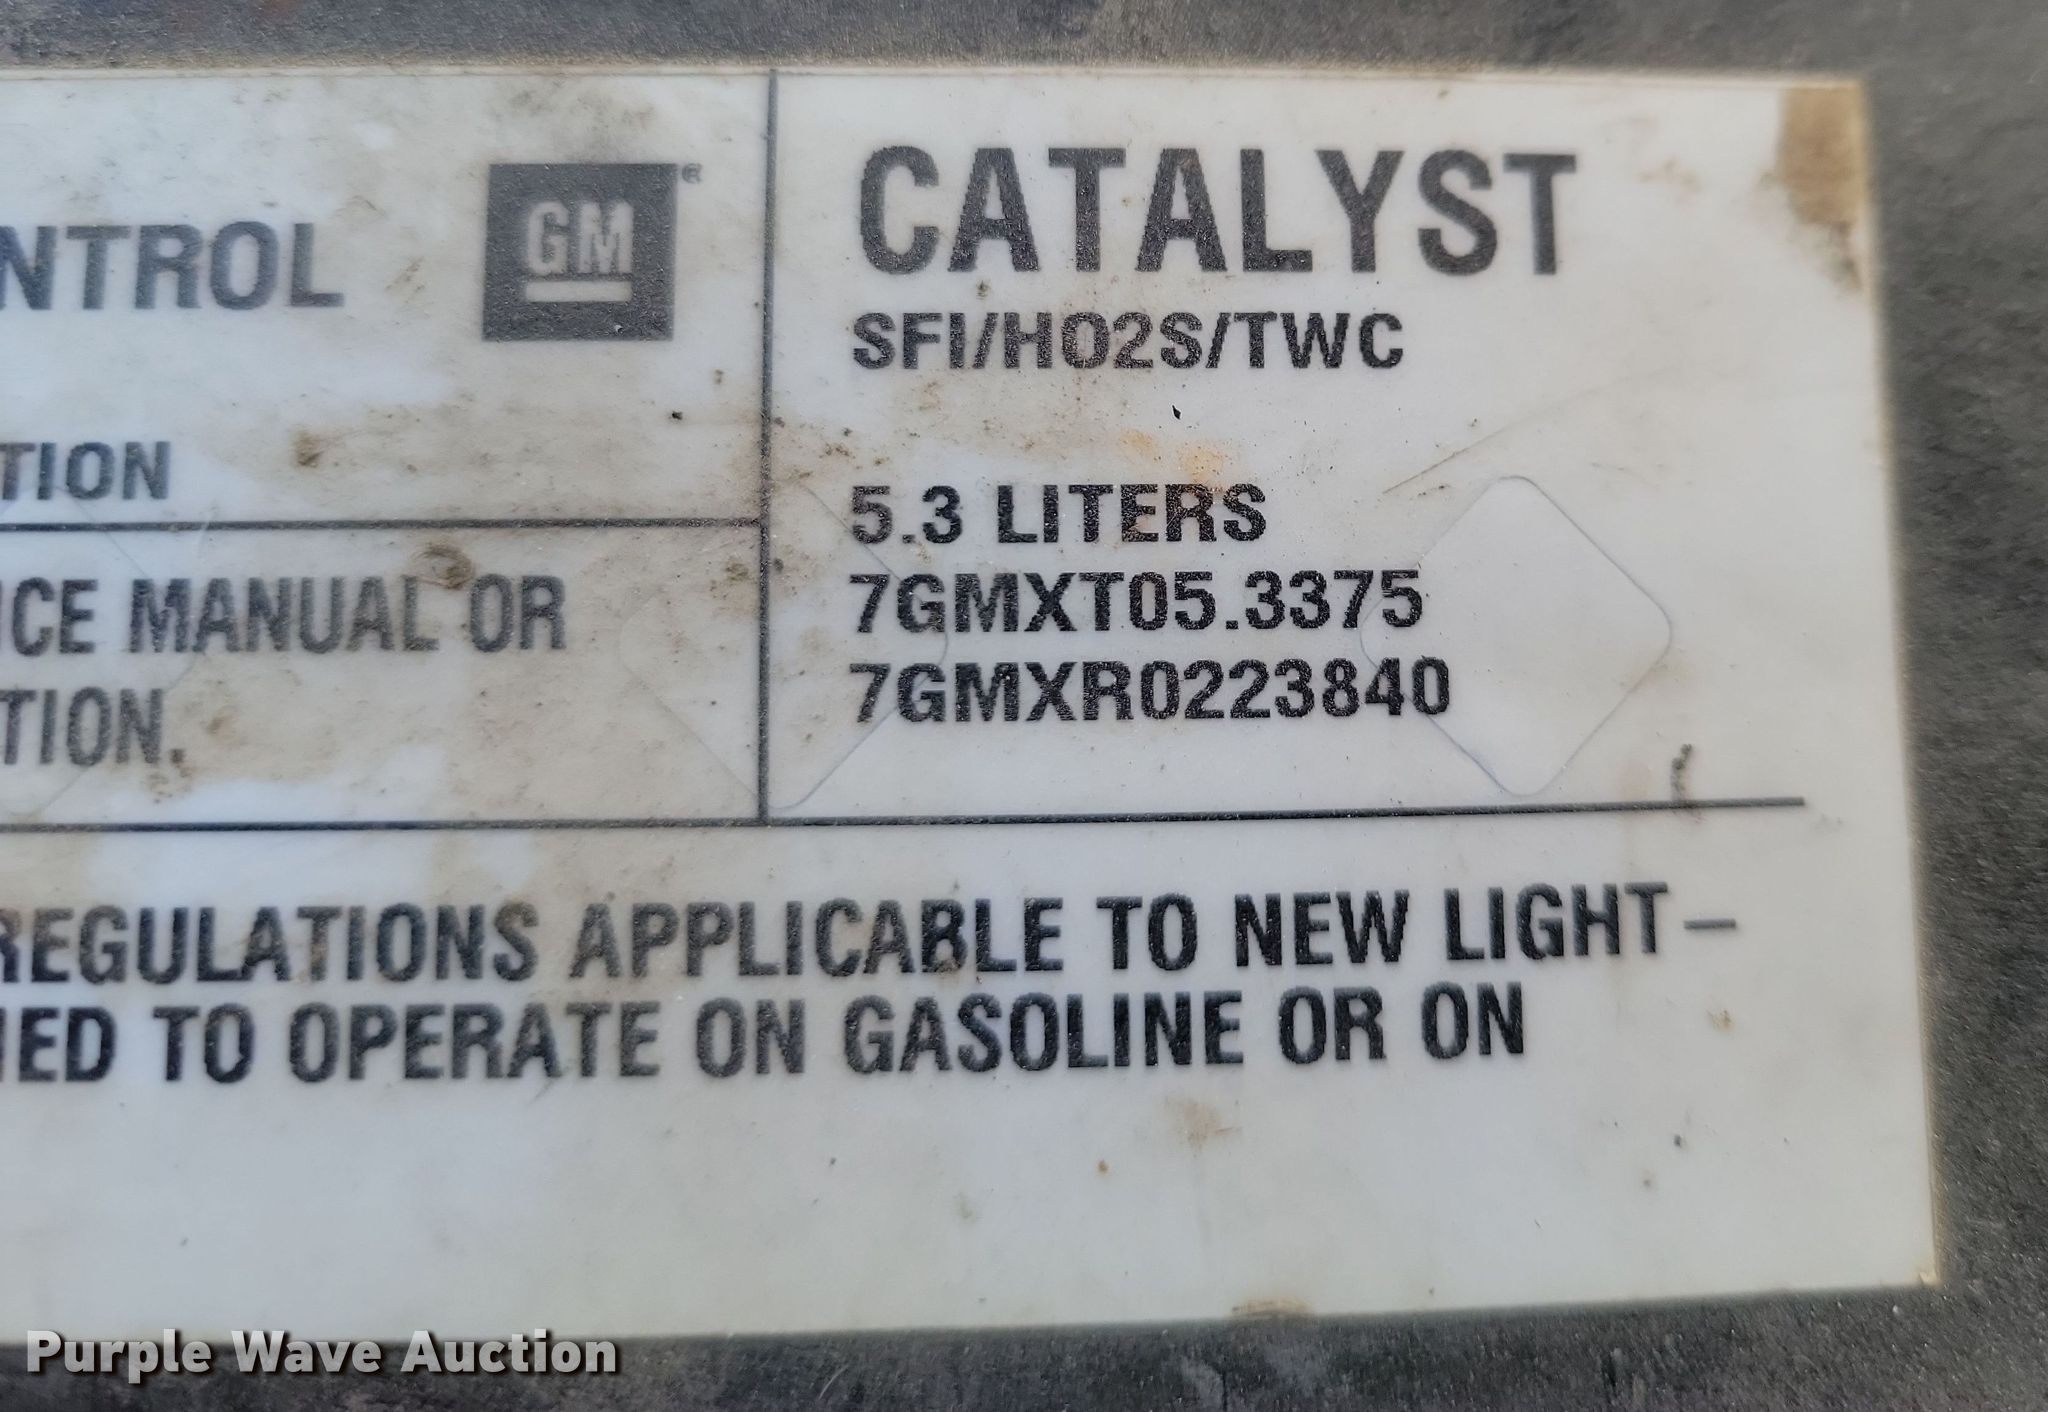 NTROL
GM
®
TION
ICE MANUAL OR
TION.
CATALYST
SFI/HO2S/TWC
5.3 LITERS
7GMXT05.3375
7GMXR0223840
REGULATIONS APPLICABLE TO NEW LIGHT-
NED TO OPERATE ON GASOLINE OR ON
Purple Wave Auction